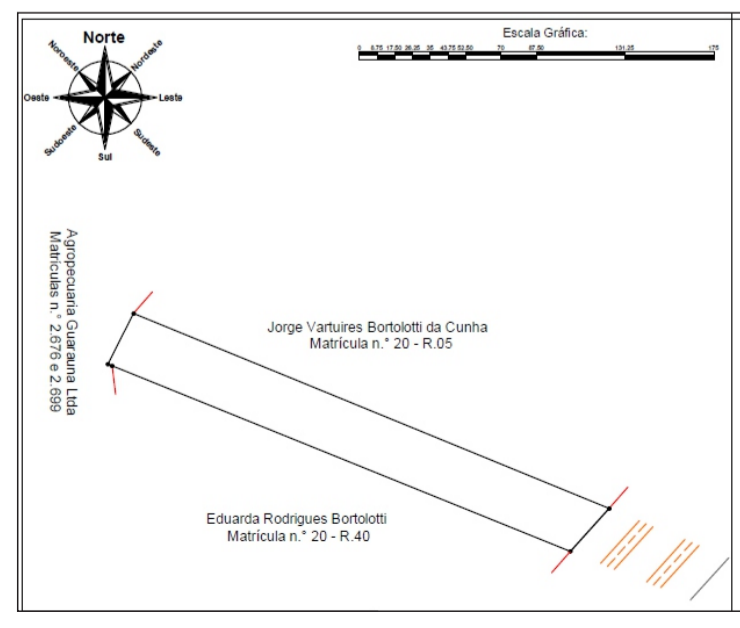 Norte
Noroeste
Nordeste
Oeste
Leste
Sudoeste
Sudeste
Sul
Escala Gráfica:
0 8.75 17.50 26.25 35 43.75 52.50 70 87.50 131.25 175
Agropecuaria Guarauna Ltda
Matrículas n.° 2.676 e 2.699
Jorge Vartuires Bortolotti da Cunha
Matrícula n.° 20 - R.05
Eduarda Rodrigues Bortolotti
Matrícula n.° 20 - R.40